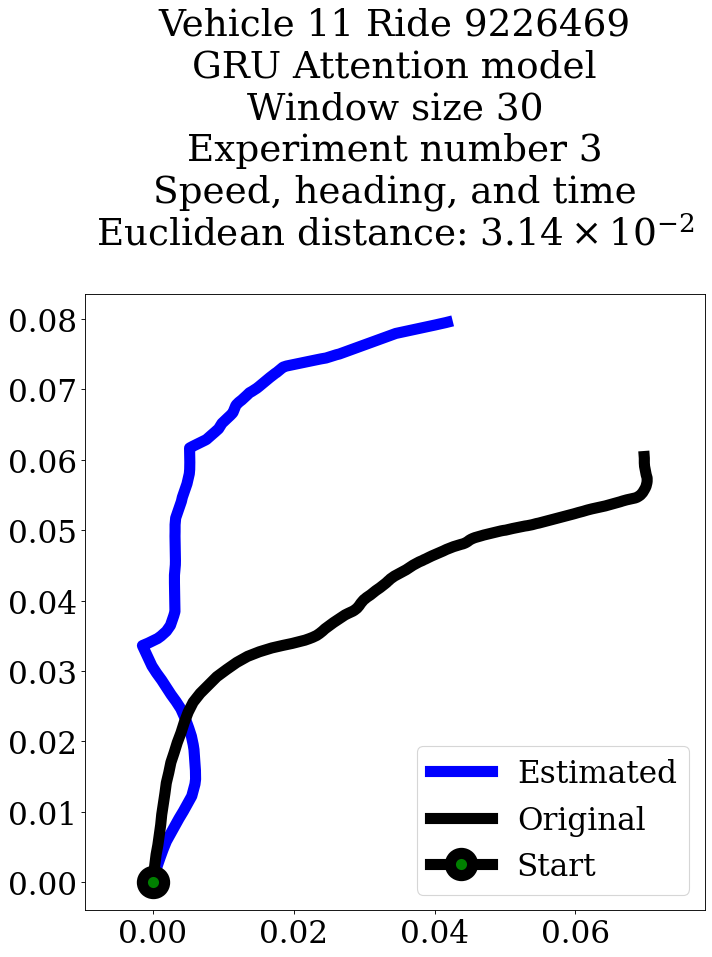 Vehicle 11 Ride 9226469
GRU Attention model
Window size 30
Experiment number 3
Speed, heading, and time
Euclidean distance: 3.14 × 10⁻²
0.08
0.07
0.06
0.05
0.04
0.03
0.02
0.01
0.00
Estimated
Original
Start
0.00 0.02 0.04 0.06